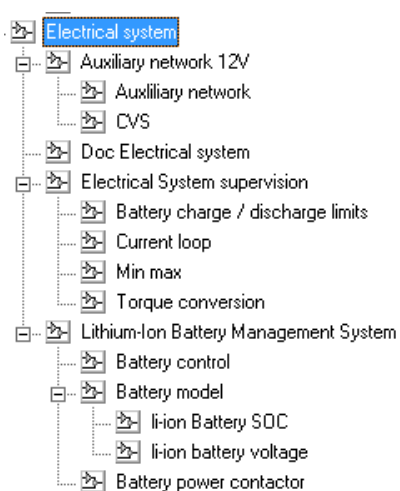 Electrical system
Auxiliary network 12V
Auxliliary network
CVS
Doc Electrical system
Electrical System supervision
Battery charge / discharge limits
Current loop
Min max
Torque conversion
Lithium-Ion Battery Management System
Battery control
Battery model
li-ion Battery SOC
li-ion battery voltage
Battery power contactor